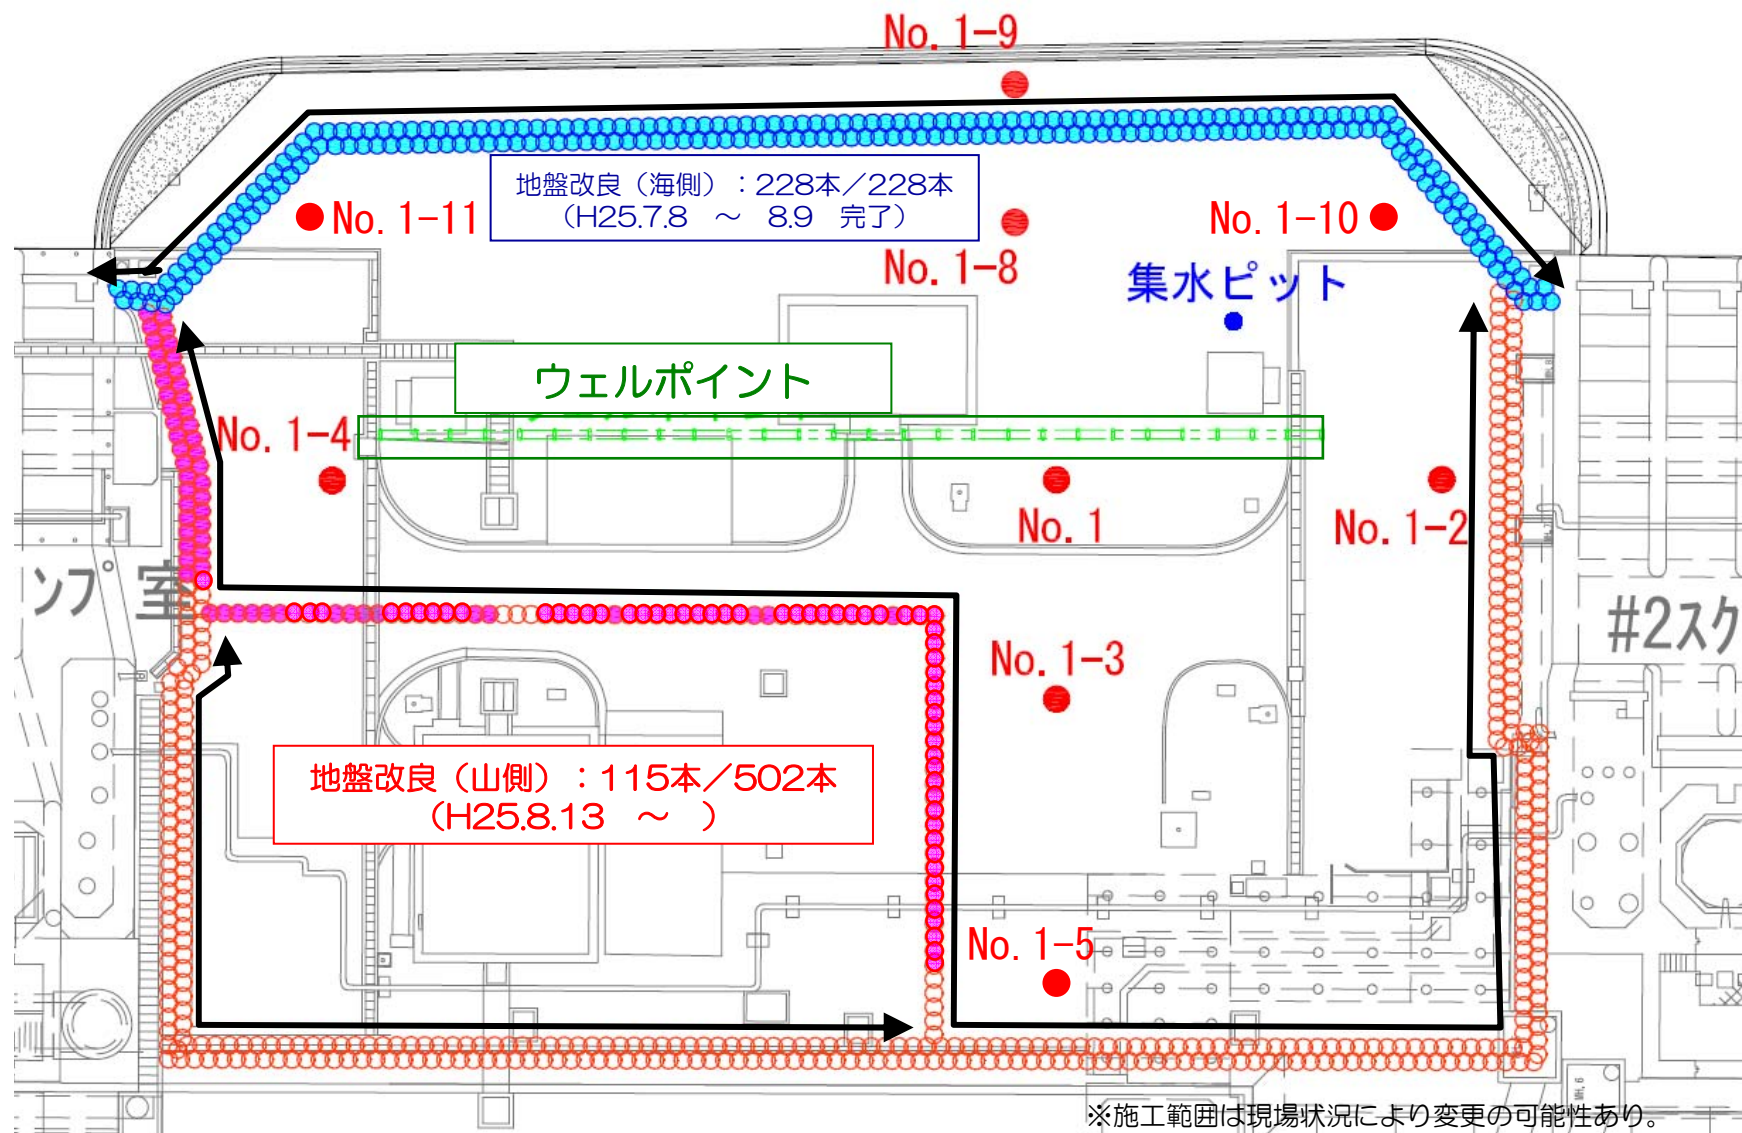 No. 1-9
地盤改良（海側）：228本／228本
（H25.7.8　～　8.9　完了）
No. 1-11
No. 1-10
No. 1-8
集水ピット
ウェルポイント
No. 1-4
No. 1
No. 1-2
室
#2スク
No. 1-3
地盤改良（山側）：115本／502本
（H25.8.13　～　）
No. 1-5
MH. 6
※施工範囲は現場状況により変更の可能性あり。